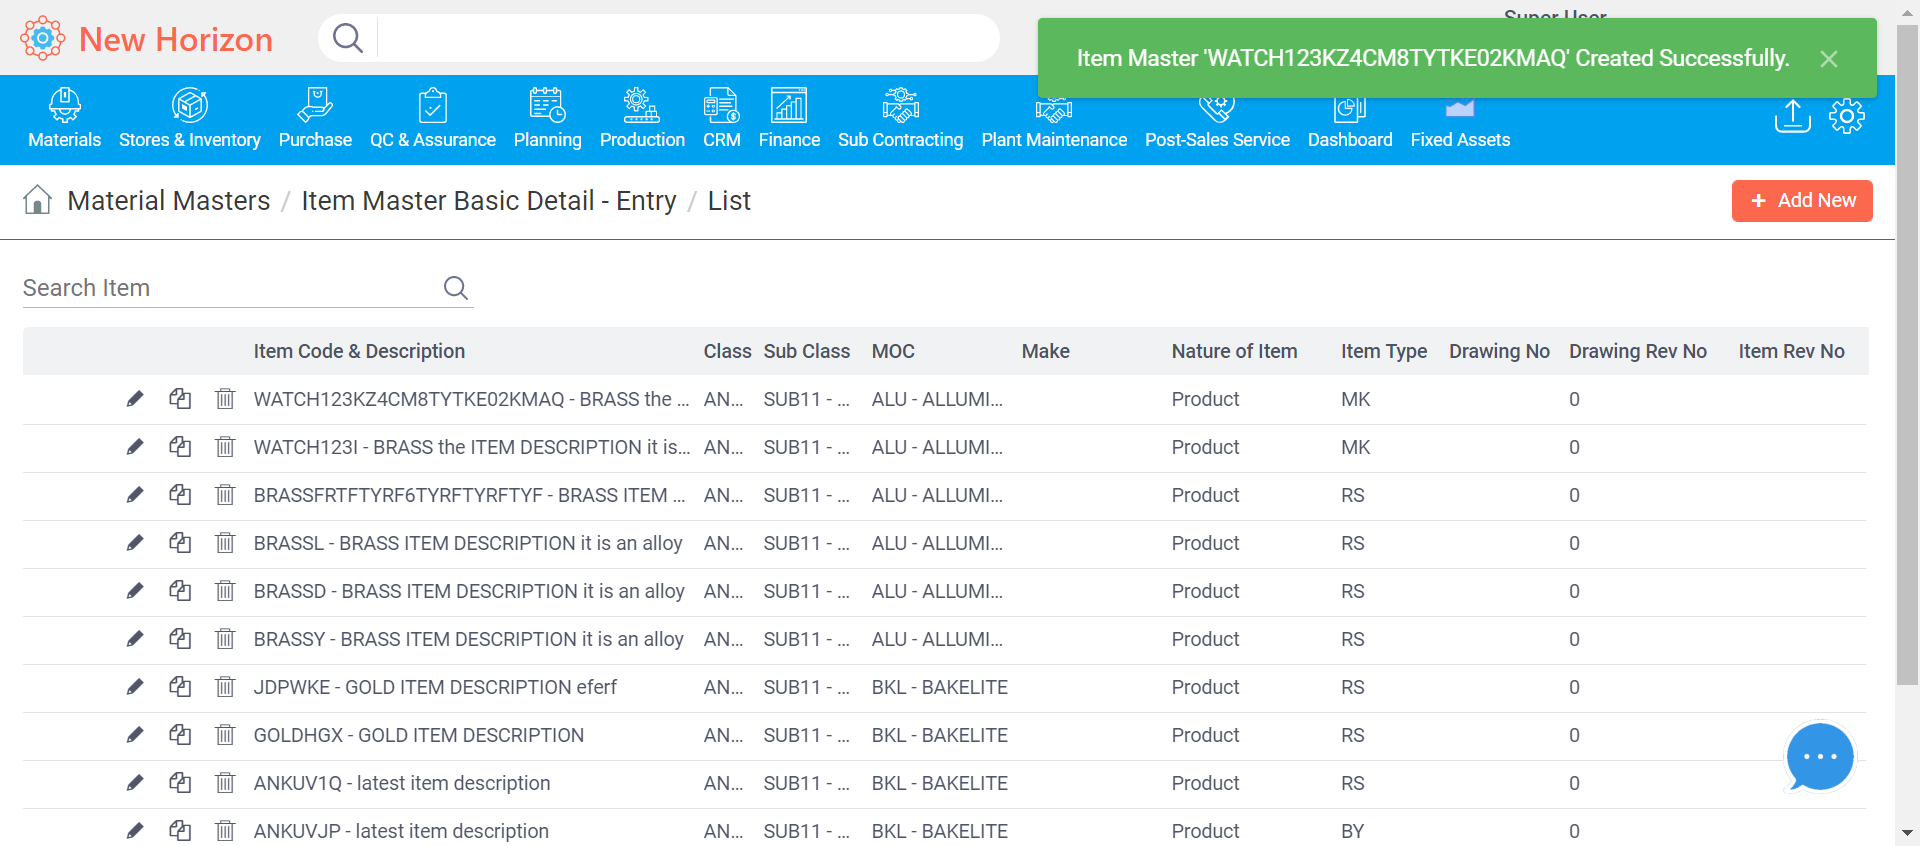 New Horizon
Super User
Item Master 'WATCH123KZ4CM8TYTKE02KMAQ' Created Successfully.
Materials Stores & Inventory Purchase QC & Assurance Planning Production CRM Finance Sub Contracting Plant Maintenance Post-Sales Service Dashboard Fixed Assets
Material Masters / Item Master Basic Detail - Entry / List
+ Add New
Search Item
Item Code & Description Class Sub Class MOC Make Nature of Item Item Type Drawing No Drawing Rev No Item Rev No
WATCH123KZ4CM8TYTKE02KMAQ - BRASS the ... AN... SUB11 - ... ALU - ALLUMI... Product MK 0
WATCH123I - BRASS the ITEM DESCRIPTION it is... AN... SUB11 - ... ALU - ALLUMI... Product MK 0
BRASSFRTFTYRF6TYRFTYRFTYF - BRASS ITEM ... AN... SUB11 - ... ALU - ALLUMI... Product RS 0
BRASSL - BRASS ITEM DESCRIPTION it is an alloy AN... SUB11 - ... ALU - ALLUMI... Product RS 0
BRASSD - BRASS ITEM DESCRIPTION it is an alloy AN... SUB11 - ... ALU - ALLUMI... Product RS 0
BRASSY - BRASS ITEM DESCRIPTION it is an alloy AN... SUB11 - ... ALU - ALLUMI... Product RS 0
JDPWKE - GOLD ITEM DESCRIPTION eferf AN... SUB11 - ... BKL - BAKELITE Product RS 0
GOLDHGX - GOLD ITEM DESCRIPTION AN... SUB11 - ... BKL - BAKELITE Product RS 0
ANKUV1Q - latest item description AN... SUB11 - ... BKL - BAKELITE Product RS 0
ANKUVJP - latest item description AN... SUB11 - ... BKL - BAKELITE Product BY 0